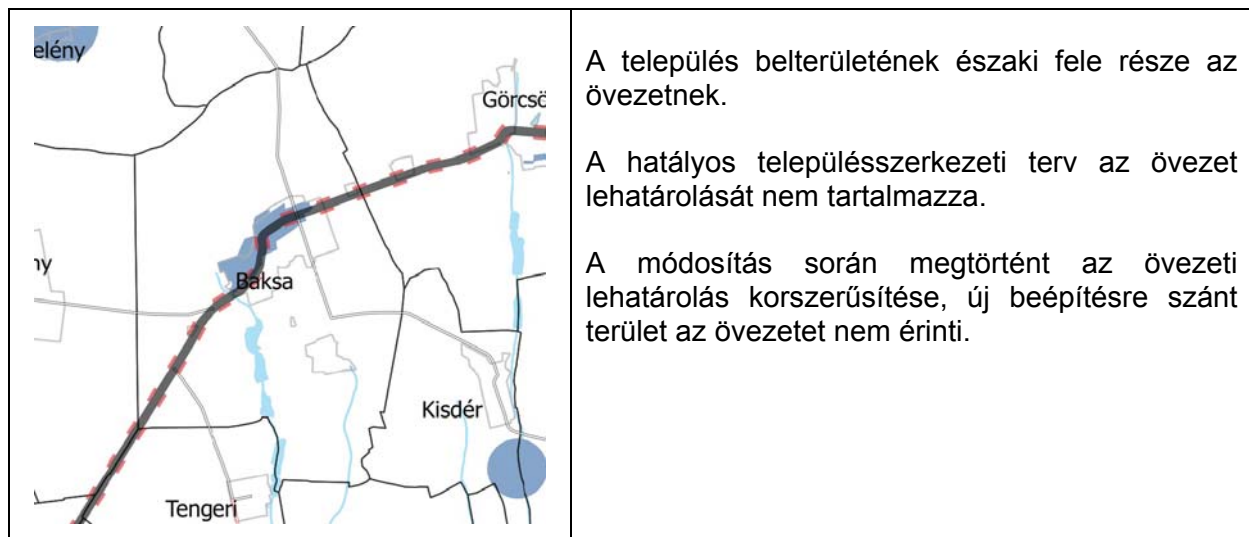 elény
Görcsö
ny
Baksa
Kisdér
Tengeri
A település belterületének északi fele része az
övezetnek.
A hatályos településszerkezeti terv az övezet
lehatárolását nem tartalmazza.
A módosítás során megtörtént az övezeti
lehatárolás korszerűsítése, új beépítésre szánt
terület az övezetet nem érinti.